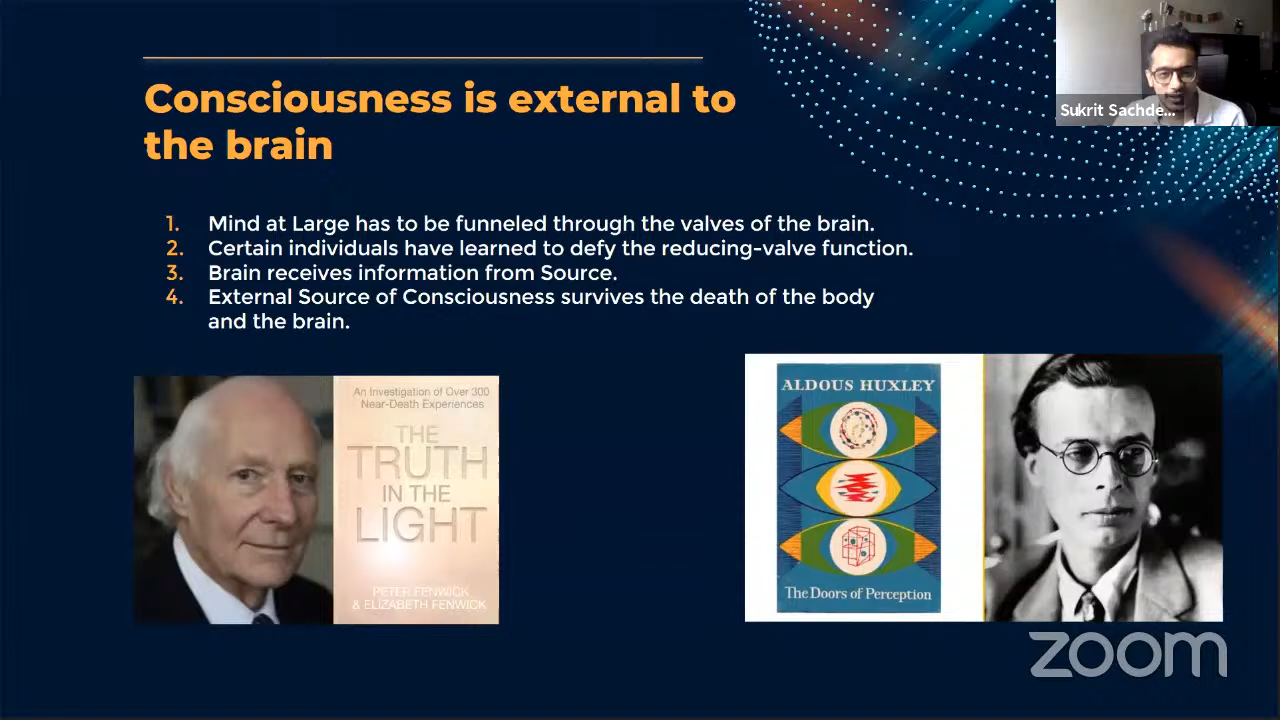 Consciousness is external to
the brain
Sukrit Sachde...
1. Mind at Large has to be funneled through the valves of the brain.
2. Certain individuals have learned to defy the reducing-valve function.
3. Brain receives information from Source.
4. External Source of Consciousness survives the death of the body
and the brain.
An Investigation of Over 300
Near-Death Experiences
THE
TRUTH
IN THE
LIGHT
PETER FENWICK
& ELIZABETH FENWICK
ALDOUS HUXLEY
The Doors of Perception
zoom